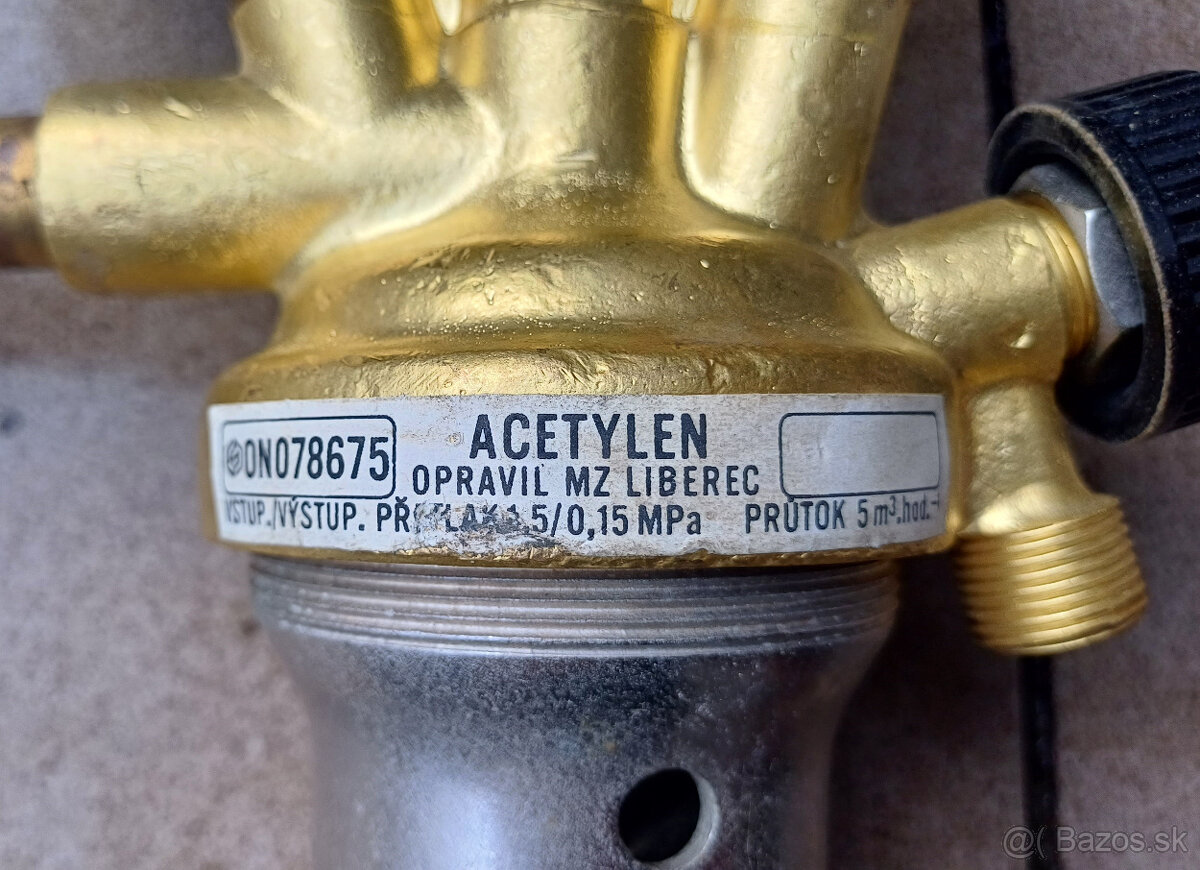 ON078675
ACETYLEN
OPRAVIL MZ LIBEREC
VSTUP./VÝSTUP. 5/0,15 MPa PRŮTOK 5 m³.hod.⁻
@( Bazos.sk